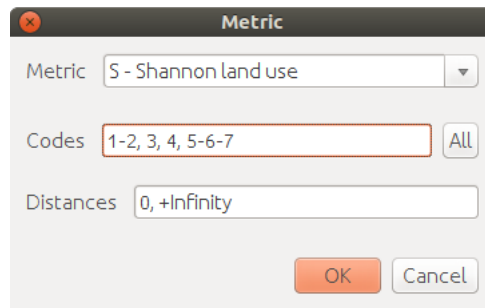 Metric
Metric S - Shannon land use
Codes 1-2, 3, 4, 5-6-7 All
Distances 0, +Infinity
OK Cancel